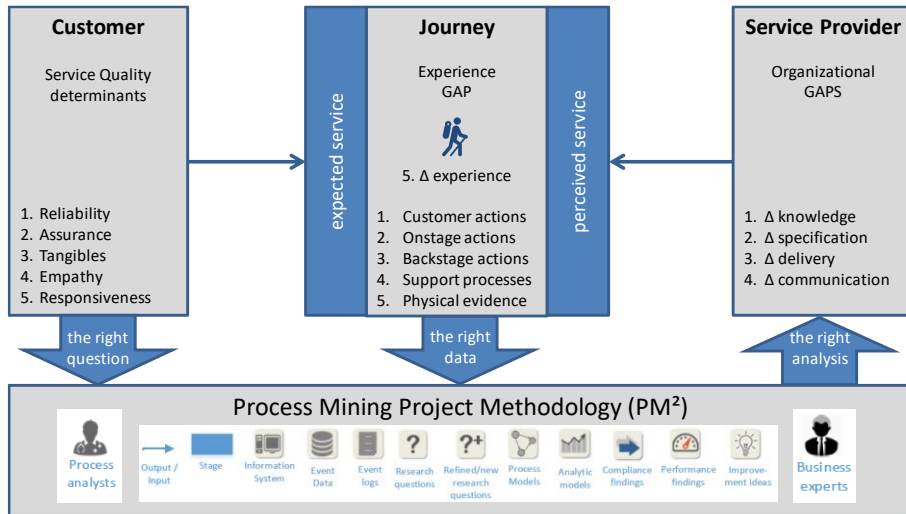 Customer
Service Quality
determinants
1. Reliability
2. Assurance
3. Tangibles
4. Empathy
5. Responsiveness
expected service
Journey
Experience
GAP
5. Δ experience
1. Customer actions
2. Onstage actions
3. Backstage actions
4. Support processes
5. Physical evidence
perceived service
Service Provider
Organizational
GAPS
1. Δ knowledge
2. Δ specification
3. Δ delivery
4. Δ communication
the right
question
the right
data
the right
analysis
Process Mining Project Methodology (PM²)
Process
analysts
Output /
Input
Stage
Information
System
Event
Data
Event
logs
?
Research
questions
?+
Refined/new
research
questions
Process
Models
Analytic
models
Compliance
findings
Performance
findings
Improve-
ment ideas
Business
experts